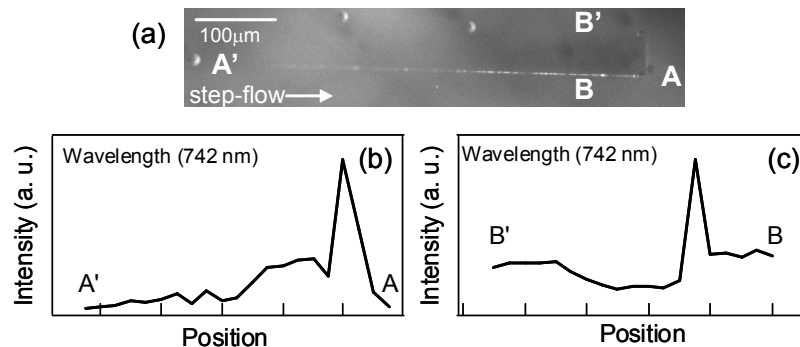 (a)
100μm
B'
A'
A
B
step-flow
Wavelength (742 nm)
(b)
Intensity (a. u.)
A'
A
Position
Wavelength (742 nm)
(c)
Intensity (a. u.)
B'
B
Position